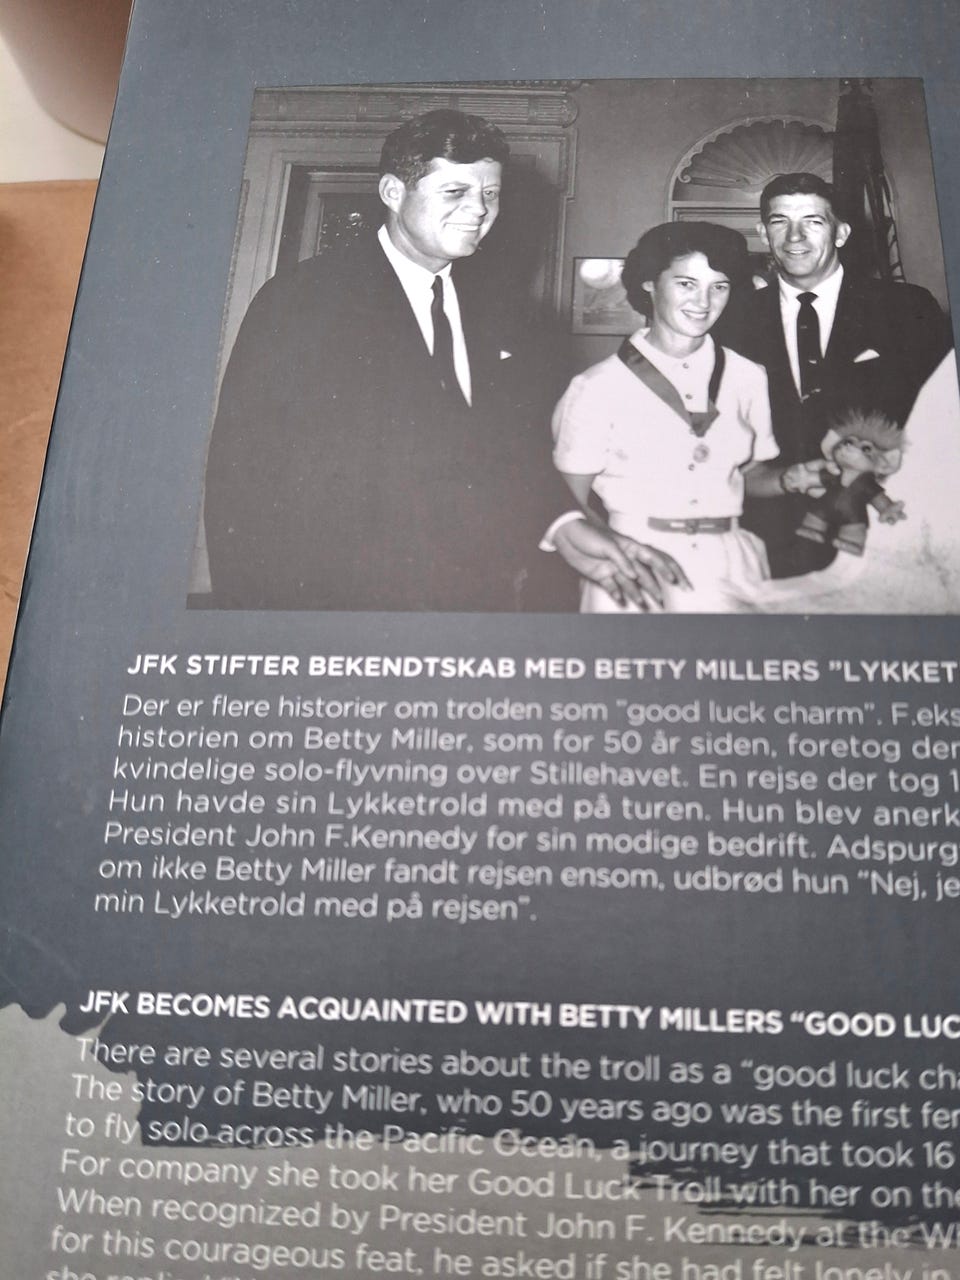 JFK STIFTER BEKENDTSKAB MED BETTY MILLERS "LYKKET
Der er flere historier om trolden som "good luck charm". F.eks
historien om Betty Miller, som for 50 år siden, foretog der
kvindelige solo-flyvning over Stillehavet. En rejse der tog 1
Hun havde sin Lykketrold med på turen. Hun blev anerk
President John F.Kennedy for sin modige bedrift. Adspurg
om ikke Betty Miller fandt rejsen ensom, udbrød hun "Nej, je
min Lykketrold med på rejsen".
JFK BECOMES ACQUAINTED WITH BETTY MILLERS "GOOD LUC
There are several stories about the troll as a "good luck cha
The story of Betty Miller, who 50 years ago was the first fer
to fly solo across the Pacific Ocean, a journey that took 16
For company she took her Good Luck Troll with her on the
When recognized by President John F. Kennedy at the Wh
for this courageous feat, he asked if she had felt lonely in
she replied